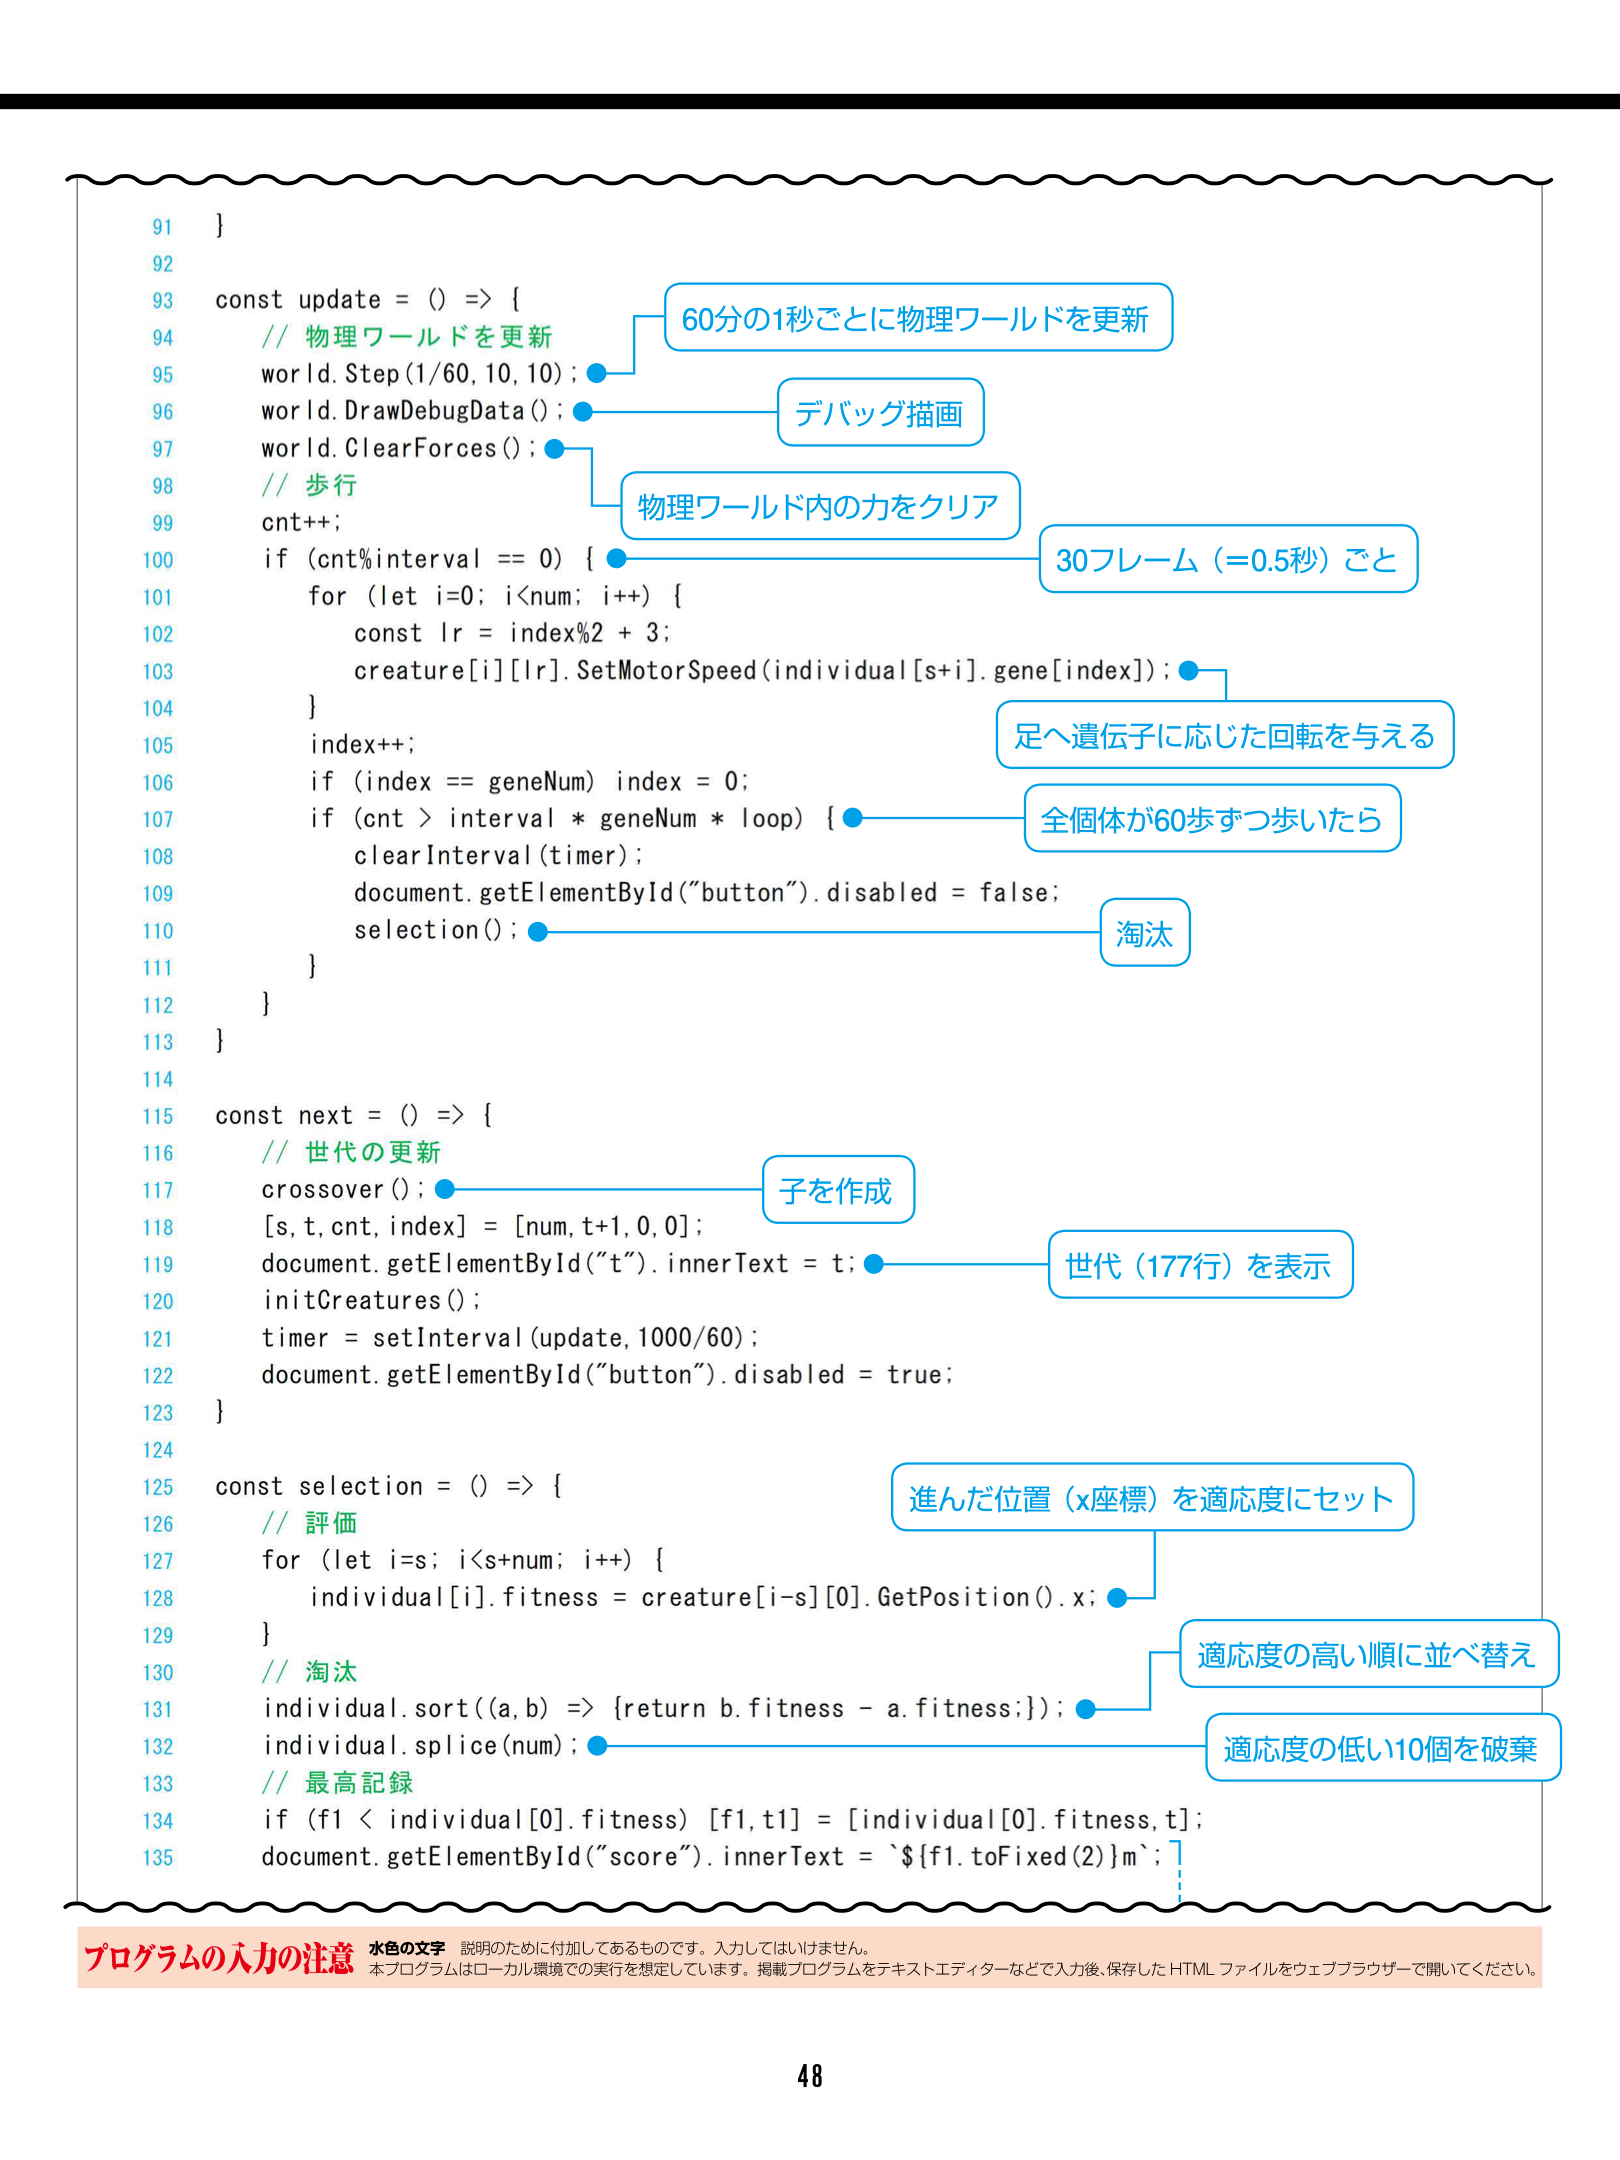 91 }
92
93 const update = () => {
60分の1秒ごとに物理ワールドを更新
94 // 物理ワールドを更新
95 world.Step(1/60,10,10);
96 world.DrawDebugData();
デバッグ描画
97 world.ClearForces();
98 // 歩行
物理ワールド内の力をクリア
99 cnt++;
100 if (cnt%interval == 0) {
30フレーム（＝0.5秒）ごと
101 for (let i=0; i<num; i++) {
102 const lr = index%2 + 3;
103 creature[i][lr].SetMotorSpeed(individual[s+i].gene[index]);
104 }
足へ遺伝子に応じた回転を与える
105 index++;
106 if (index == geneNum) index = 0;
107 if (cnt > interval * geneNum * loop) {
全個体が60歩ずつ歩いたら
108 clearInterval(timer);
109 document.getElementById("button").disabled = false;
110 selection();
淘汰
111 }
112 }
113 }
114
115 const next = () => {
116 // 世代の更新
117 crossover();
子を作成
118 [s,t,cnt,index] = [num,t+1,0,0];
119 document.getElementById("t").innerText = t;
世代（177行）を表示
120 initCreatures();
121 timer = setInterval(update,1000/60);
122 document.getElementById("button").disabled = true;
123 }
124
125 const selection = () => {
進んだ位置（x座標）を適応度にセット
126 // 評価
127 for (let i=s; i<s+num; i++) {
128 individual[i].fitness = creature[i-s][0].GetPosition().x;
129 }
適応度の高い順に並べ替え
130 // 淘汰
131 individual.sort((a,b) => {return b.fitness - a.fitness;});
132 individual.splice(num);
適応度の低い10個を破棄
133 // 最高記録
134 if (f1 < individual[0].fitness) [f1,t1] = [individual[0].fitness,t];
135 document.getElementById("score").innerText = `${f1.toFixed(2)}m`;
プログラムの入力の注意
水色の文字 説明のために付加してあるものです。入力してはいけません。
本プログラムはローカル環境での実行を想定しています。掲載プログラムをテキストエディターなどで入力後、保存した HTML ファイルをウェブブラウザーで開いてください。
48